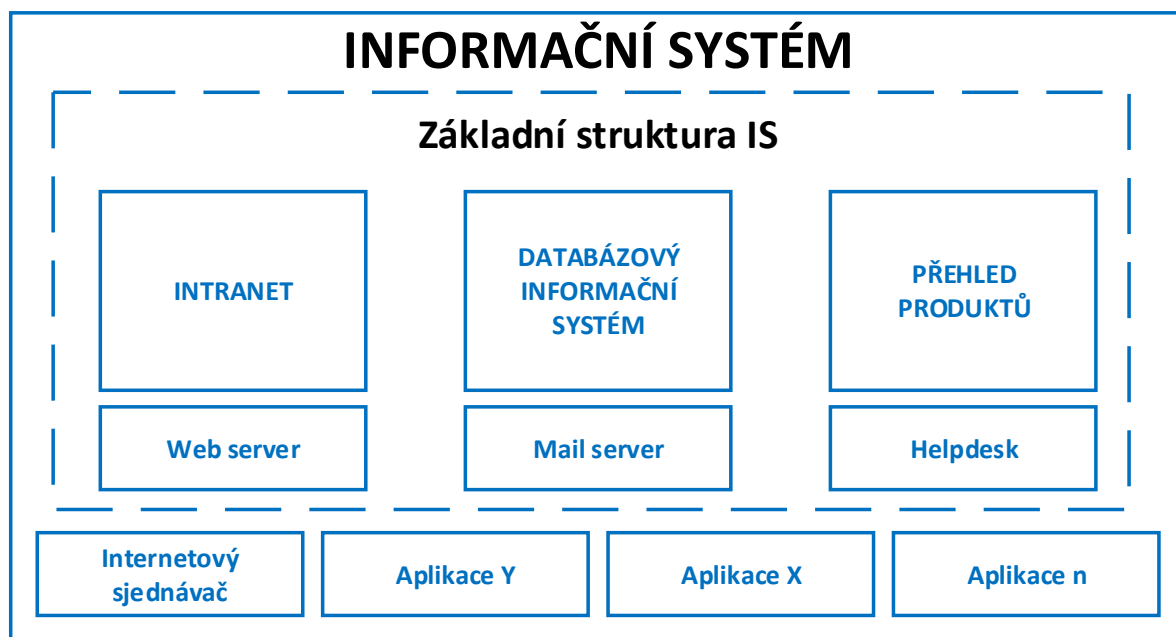 INFORMAČNÍ SYSTÉM
Základní struktura IS
INTRANET
DATABÁZOVÝ
INFORMAČNÍ
SYSTÉM
PŘEHLED
PRODUKTŮ
Web server
Mail server
Helpdesk
Internetový
sjednávač
Aplikace Y
Aplikace X
Aplikace n